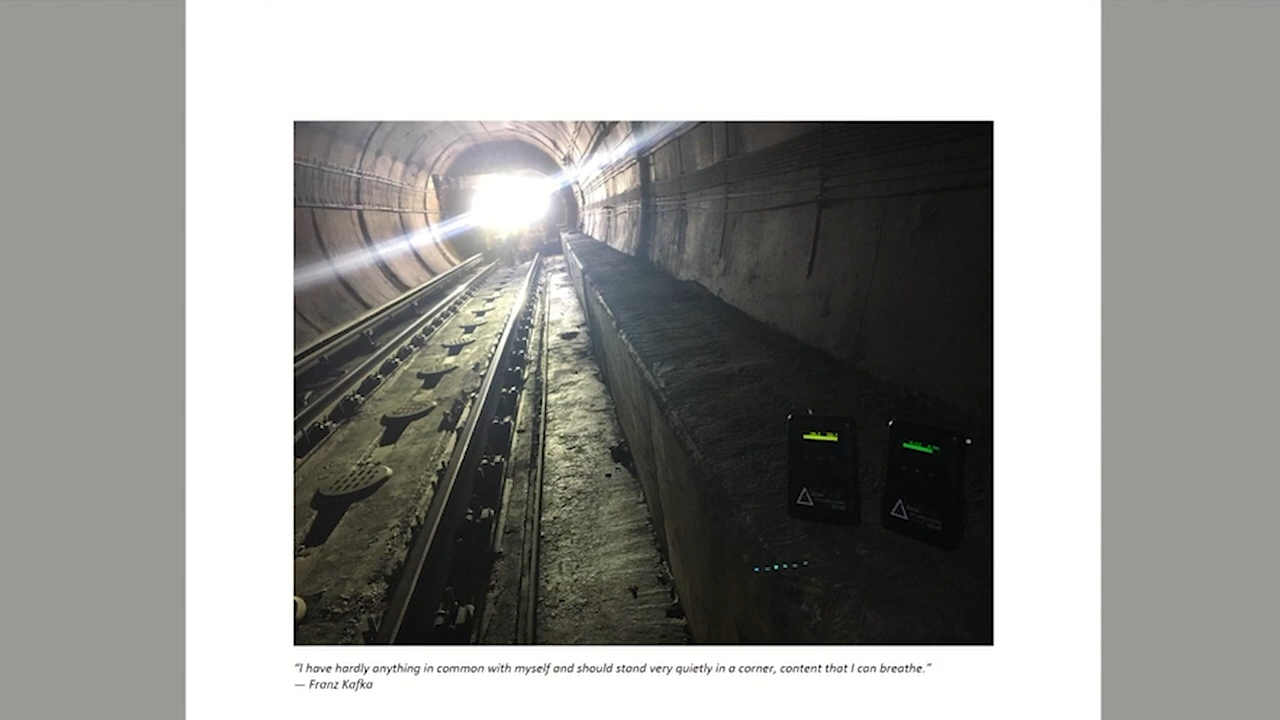 “I have hardly anything in common with myself and should stand very quietly in a corner, content that I can breathe.”
— Franz Kafka